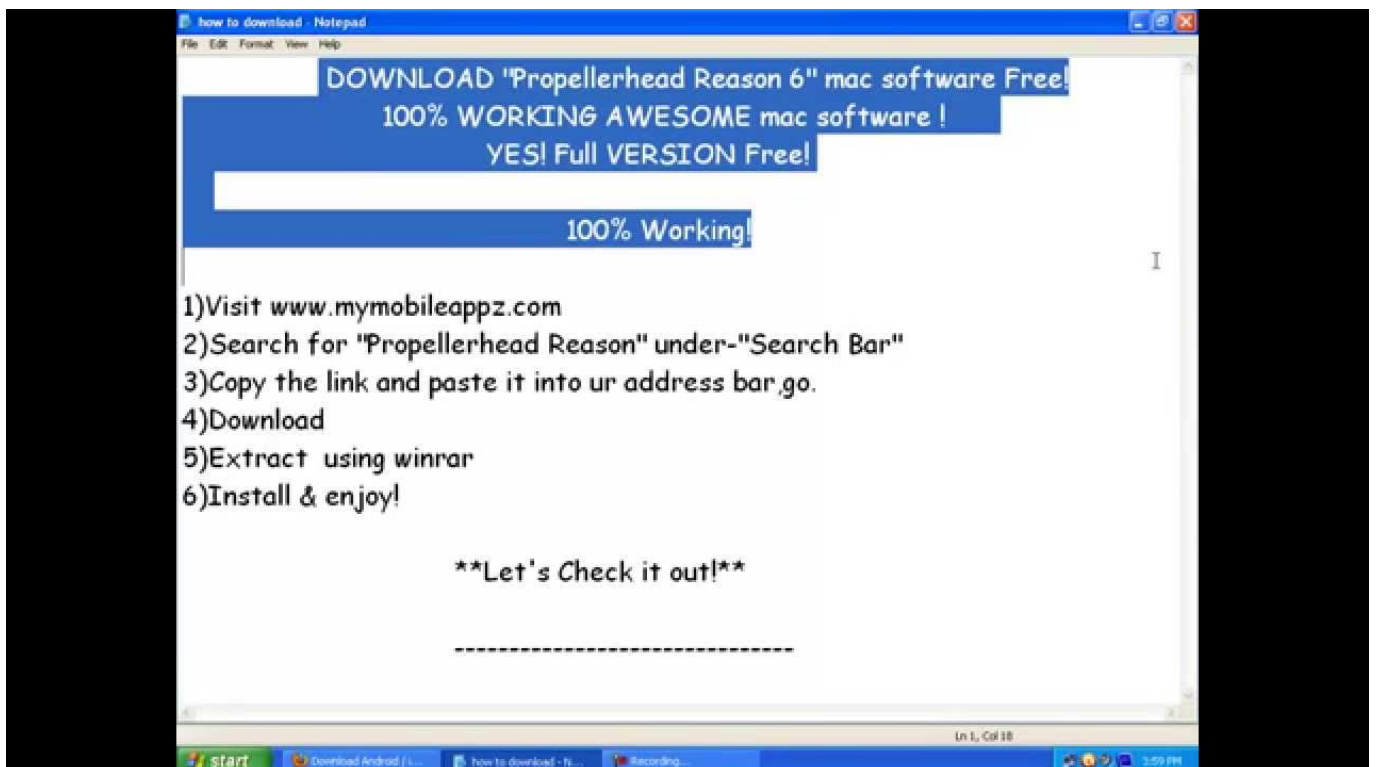 how to download - Notepad
File Edit Format View Help
DOWNLOAD "Propellerhead Reason 6" mac software Free!
100% WORKING AWESOME mac software !
YES! Full VERSION Free!
100% Working!
1)Visit www.mymobileappz.com
2)Search for "Propellerhead Reason" under-"Search Bar"
3)Copy the link and paste it into ur address bar,go.
4)Download
5)Extract using winrar
6)Install & enjoy!
**Let's Check it out!**
-------------------------------
Ln 1, Col 18
start Download Android / i... how to download - N... Recording... 3:59 PM